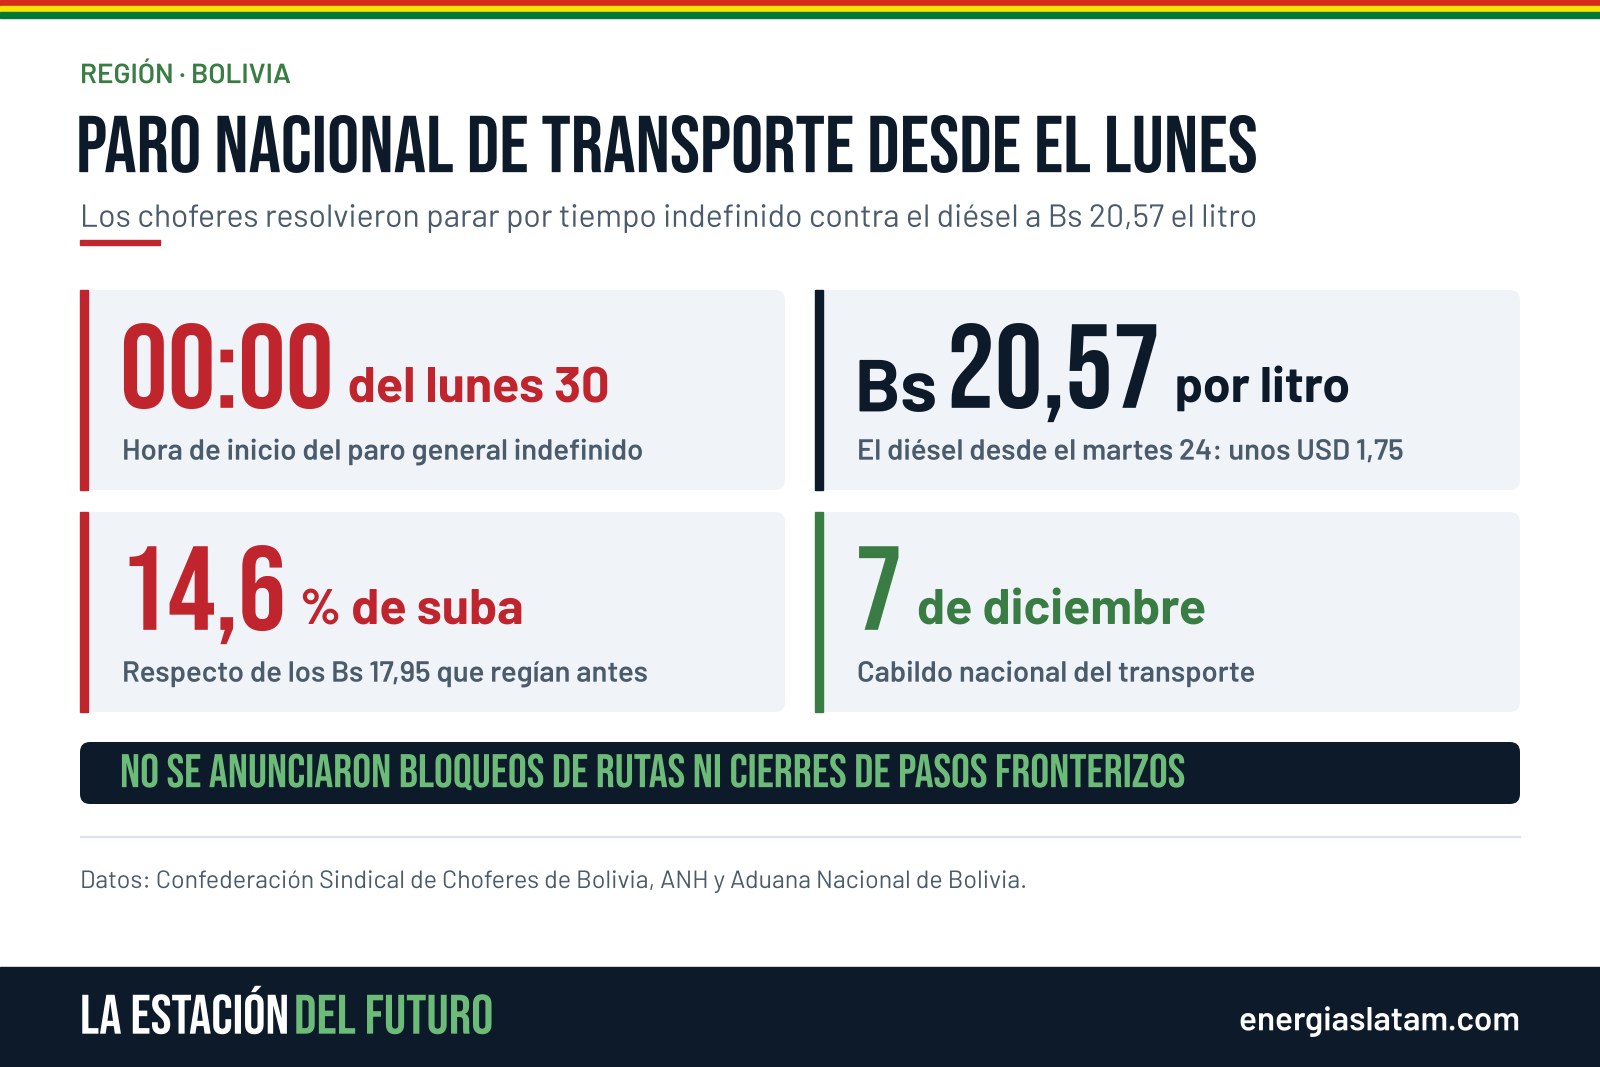 REGIÓN · BOLIVIA
PARO NACIONAL DE TRANSPORTE DESDE EL LUNES
Los choferes resolvieron parar por tiempo indefinido contra el diésel a Bs 20,57 el litro
00:00 del lunes 30
Hora de inicio del paro general indefinido
Bs 20,57 por litro
El diésel desde el martes 24: unos USD 1,75
14,6 % de suba
Respecto de los Bs 17,95 que regían antes
7 de diciembre
Cabildo nacional del transporte
NO SE ANUNCIARON BLOQUEOS DE RUTAS NI CIERRES DE PASOS FRONTERIZOS
Datos: Confederación Sindical de Choferes de Bolivia, ANH y Aduana Nacional de Bolivia.
LA ESTACIÓN DEL FUTURO
energiaslatam.com